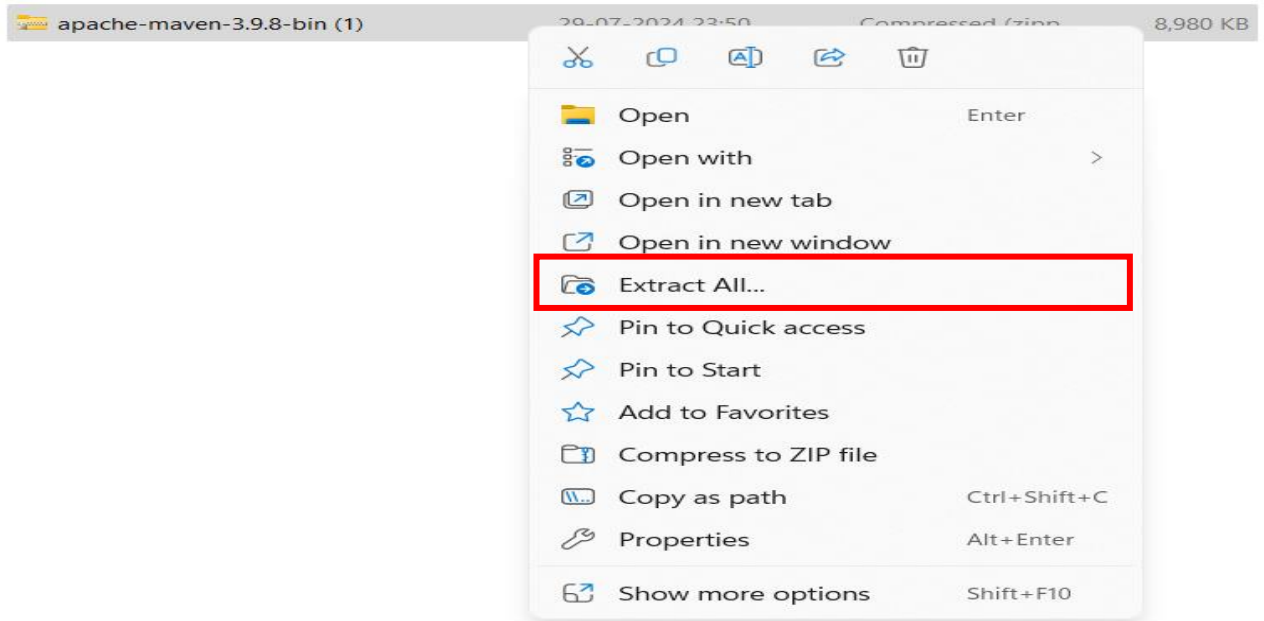 apache-maven-3.9.8-bin (1) 29-07-2024 23:50 Compressed (zipp 8,980 KB
Open Enter
Open with
Open in new tab
Open in new window
Extract All...
Pin to Quick access
Pin to Start
Add to Favorites
Compress to ZIP file
Copy as path Ctrl+Shift+C
Properties Alt+Enter
Show more options Shift+F10